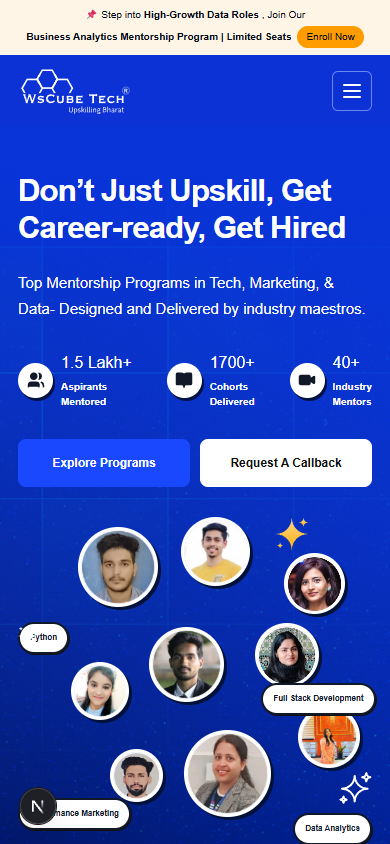 📌 Step into High-Growth Data Roles , Join Our
Business Analytics Mentorship Program | Limited Seats Enroll Now
WSCUBE TECH®
Upskilling Bharat
Don't Just Upskill, Get
Career-ready, Get Hired
Top Mentorship Programs in Tech, Marketing, &
Data- Designed and Delivered by industry maestros.
1.5 Lakh+
Aspirants
Mentored
1700+
Cohorts
Delivered
40+
Industry
Mentors
Explore Programs
Request A Callback
Python
Full Stack Development
N
mance Marketing
Data Analytics